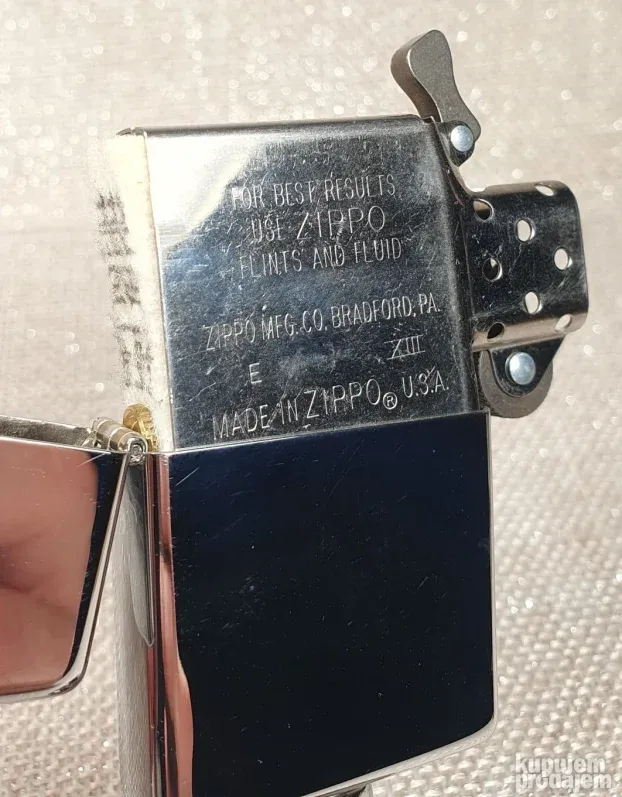 FOR BEST RESULTS
USE ZIPPO
FLINTS AND FLUID
ZIPPO MFG. CO. BRADFORD, PA.
E XIII
MADE IN ZIPPO® U.S.A.
kupujem
prodajem